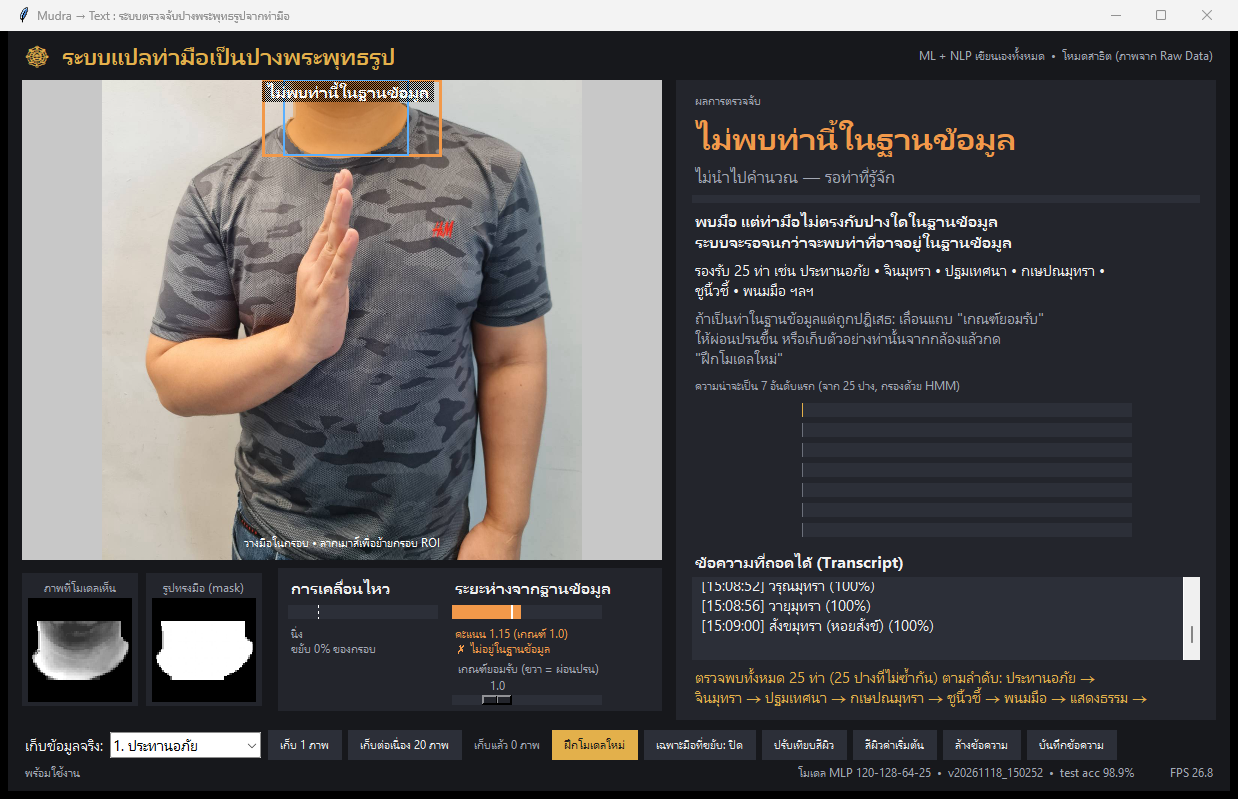 Mudra → Text : ระบบตรวจจับปางพระพุทธรูปจากท่ามือ
ระบบแปลท่ามือเป็นปางพระพุทธรูป
ML + NLP เขียนเองทั้งหมด • โหมดสาธิต (ภาพจาก Raw Data)
ไม่พบท่านี้ในฐานข้อมูล
H&M
วางมือในกรอบ • ลากเมาส์เพื่อย้ายกรอบ ROI
ผลการตรวจจับ
ไม่พบท่านี้ในฐานข้อมูล
ไม่นำไปคำนวณ — รอท่าที่รู้จัก
พบมือ แต่ท่ามือไม่ตรงกับปางใดในฐานข้อมูล
ระบบจะรอจนกว่าจะพบท่าที่อาจอยู่ในฐานข้อมูล
รองรับ 25 ท่า เช่น ประทานอภัย • จินมุทรา • ปฐมเทศนา • กเษปณมุทรา •
ชูนิ้วชี้ • พนมมือ ฯลฯ
ถ้าเป็นท่าในฐานข้อมูลแต่ถูกปฏิเสธ: เลื่อนแถบ "เกณฑ์ยอมรับ"
ให้ผ่อนปรนขึ้น หรือเก็บตัวอย่างท่านั้นจากกล้องแล้วกด
"ฝึกโมเดลใหม่"
ความน่าจะเป็น 7 อันดับแรก (จาก 25 ปาง, กรองด้วย HMM)
ข้อความที่ถอดได้ (Transcript)
[15:08:52] วรุณมุทรา (100%)
[15:08:56] วายุมุทรา (100%)
[15:09:00] สังขมุทรา (หอยสังข์) (100%)
ตรวจพบทั้งหมด 25 ท่า (25 ปางที่ไม่ซ้ำกัน) ตามลำดับ: ประทานอภัย →
จินมุทรา → ปฐมเทศนา → กเษปณมุทรา → ชูนิ้วชี้ → พนมมือ → แสดงธรรม →
ภาพที่โมเดลเห็น
รูปทรงมือ (mask)
การเคลื่อนไหว
นิ่ง
ขยับ 0% ของกรอบ
ระยะห่างจากฐานข้อมูล
คะแนน 1.15 (เกณฑ์ 1.0)
✗ ไม่อยู่ในฐานข้อมูล
เกณฑ์ยอมรับ (ขวา = ผ่อนปรน)
1.0
เก็บข้อมูลจริง:
1. ประทานอภัย
เก็บ 1 ภาพ
เก็บต่อเนื่อง 20 ภาพ
เก็บแล้ว 0 ภาพ
ฝึกโมเดลใหม่
เฉพาะมือที่ขยับ: ปิด
ปรับเทียบสีผิว
สีผิวค่าเริ่มต้น
ล้างข้อความ
บันทึกข้อความ
พร้อมใช้งาน
โมเดล MLP 120-128-64-25 • v20261118_150252 • test acc 98.9%
FPS 26.8